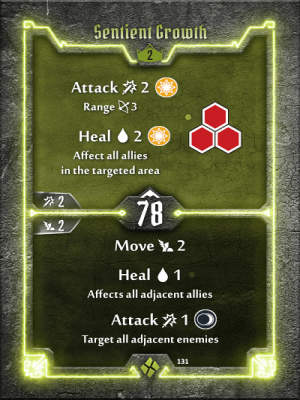 Sentient Growth
2
Attack 2
Range 3
Heal 2
Affect all allies
in the targeted area
2
78
2
Move 2
Heal 1
Affects all adjacent allies
Attack 1
Target all adjacent enemies
131